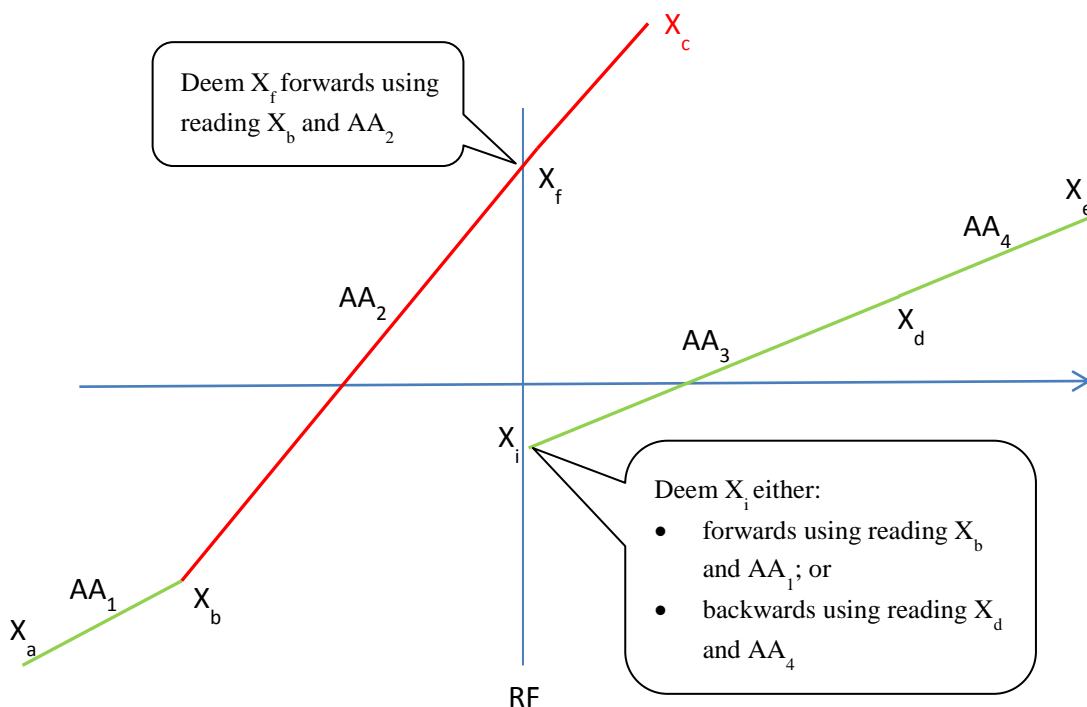 X_c
Deem X_f forwards using
reading X_b and AA_2
X_f
X_e
AA_4
AA_2
X_d
AA_3
X_i
Deem X_i either:
• forwards using reading X_b
and AA_1; or
• backwards using reading X_d
and AA_4
AA_1
X_b
X_a
RF